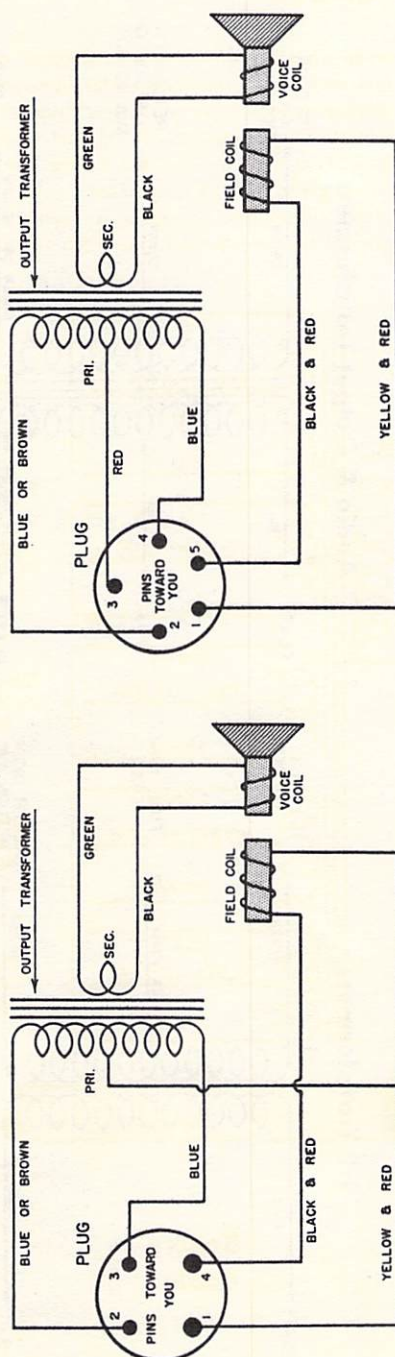 OUTPUT TRANSFORMER
GREEN
SEC.
BLACK
VOICE COIL
FIELD COIL
BLUE OR BROWN
PRI.
RED
BLUE
PLUG
3
4
PINS
TOWARD
YOU
2
5
1
BLACK & RED
YELLOW & RED
OUTPUT TRANSFORMER
GREEN
SEC.
BLACK
VOICE COIL
FIELD COIL
BLUE OR BROWN
PRI.
BLUE
PLUG
2
3
PINS TOWARD
YOU
1
4
BLACK & RED
YELLOW & RED